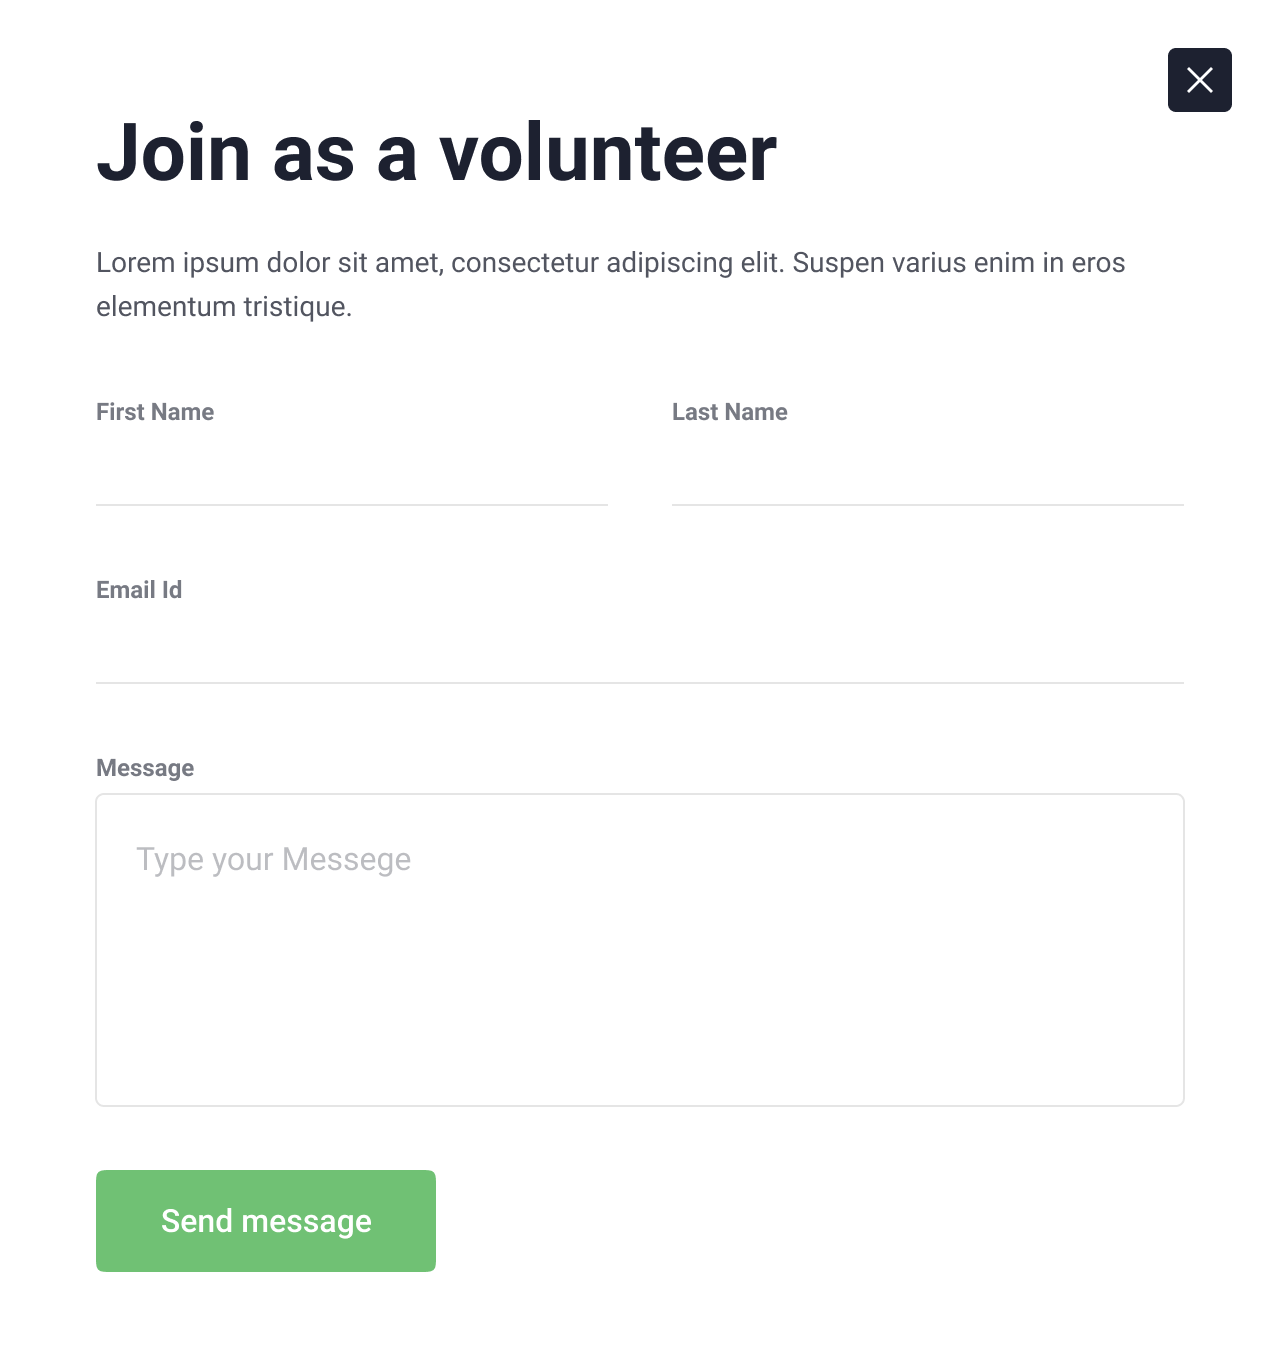 Join as a volunteer
Lorem ipsum dolor sit amet, consectetur adipiscing elit. Suspen varius enim in eros
elementum tristique.
First Name
Last Name
Email Id
Message
Type your Messege
Send message